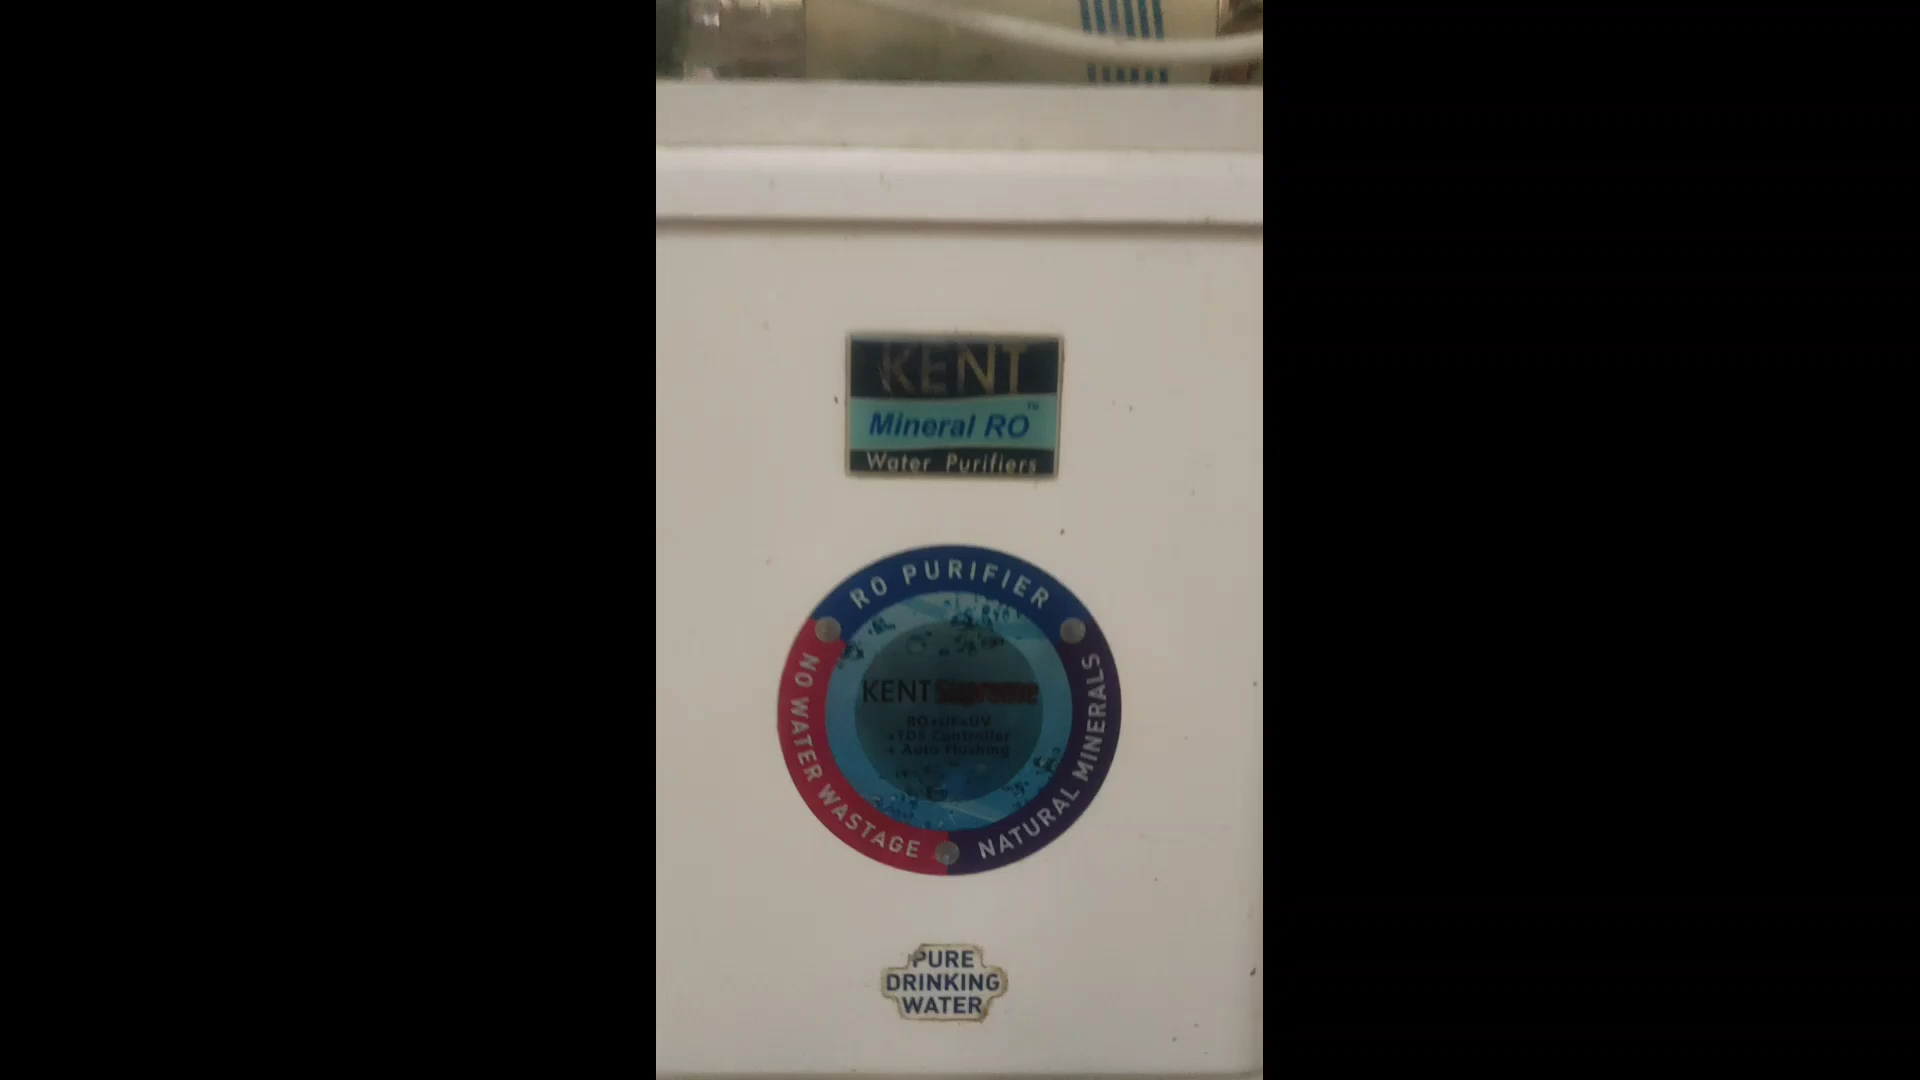 KENT
Mineral RO™
Water Purifiers
RO PURIFIER
NO WATER WASTAGE
NATURAL MINERALS
KENT Supreme
RO+UF+UV
+TDS Controller
+ Auto Flushing
PURE
DRINKING
WATER